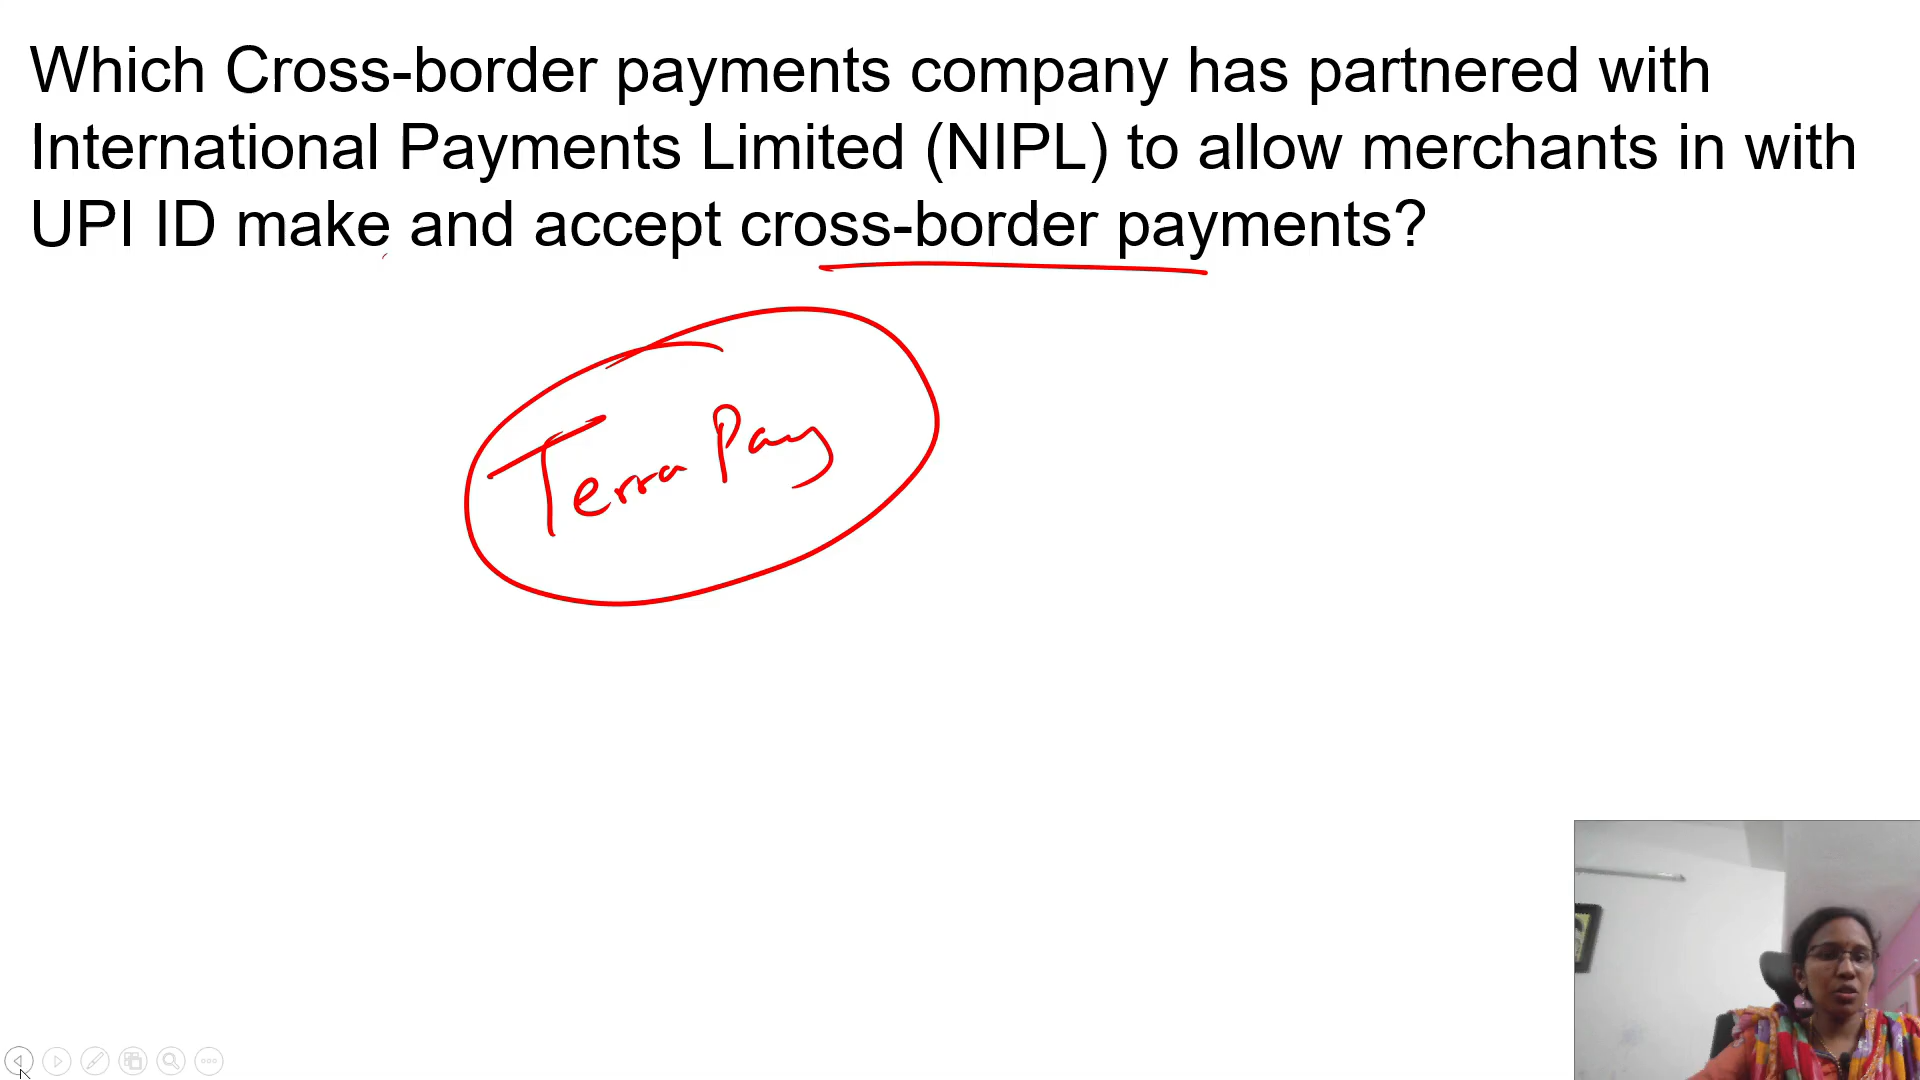 Which Cross-border payments company has partnered with
International Payments Limited (NIPL) to allow merchants in with
UPI ID make and accept cross-border payments?
Terra Pay